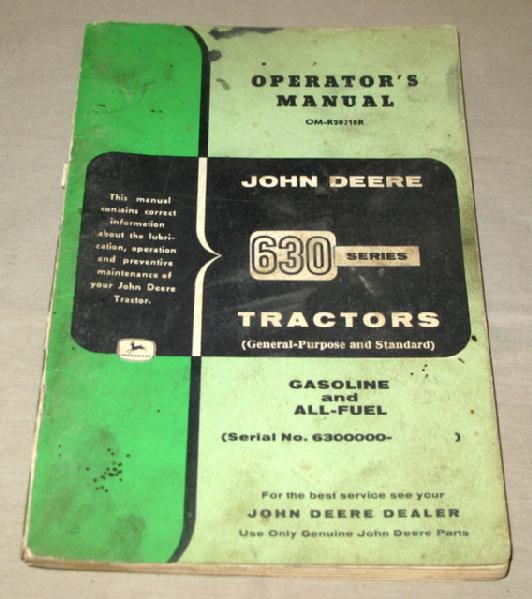 OPERATOR'S
MANUAL
OM-R20718R
This manual
contains correct
information
about the lubri-
cation, operation
and preventive
maintenance of
your John Deere
Tractor.
JOHN DEERE
630 SERIES
TRACTORS
(General-Purpose and Standard)
GASOLINE
and
ALL-FUEL
(Serial No. 6300000- )
For the best service see your
JOHN DEERE DEALER
Use Only Genuine John Deere Parts